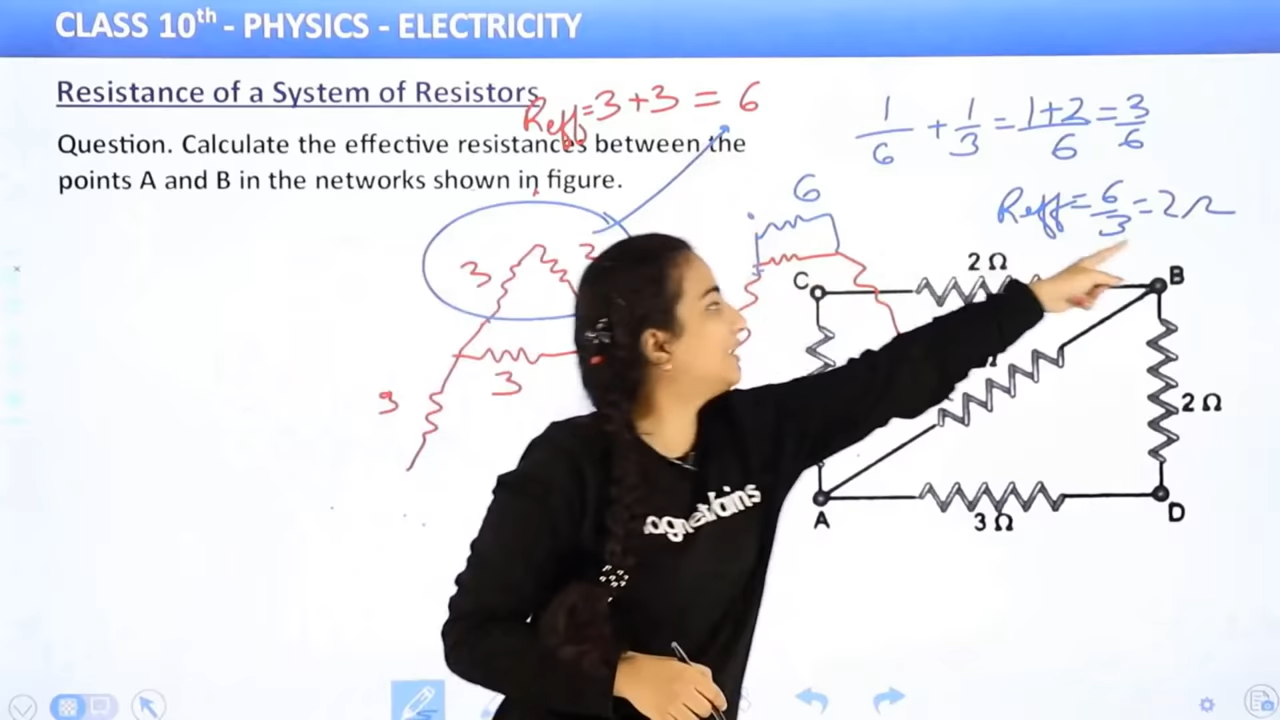 CLASS 10th - PHYSICS - ELECTRICITY
Resistance of a System of Resistors
Reff = 3 + 3 = 6
Question. Calculate the effective resistances between the
points A and B in the networks shown in figure.
1/6 + 1/3 = 1+2/6 = 3/6
Reff = 6/3 = 2Ω
6
3
3
C
2 Ω
B
2 Ω
A
3 Ω
D